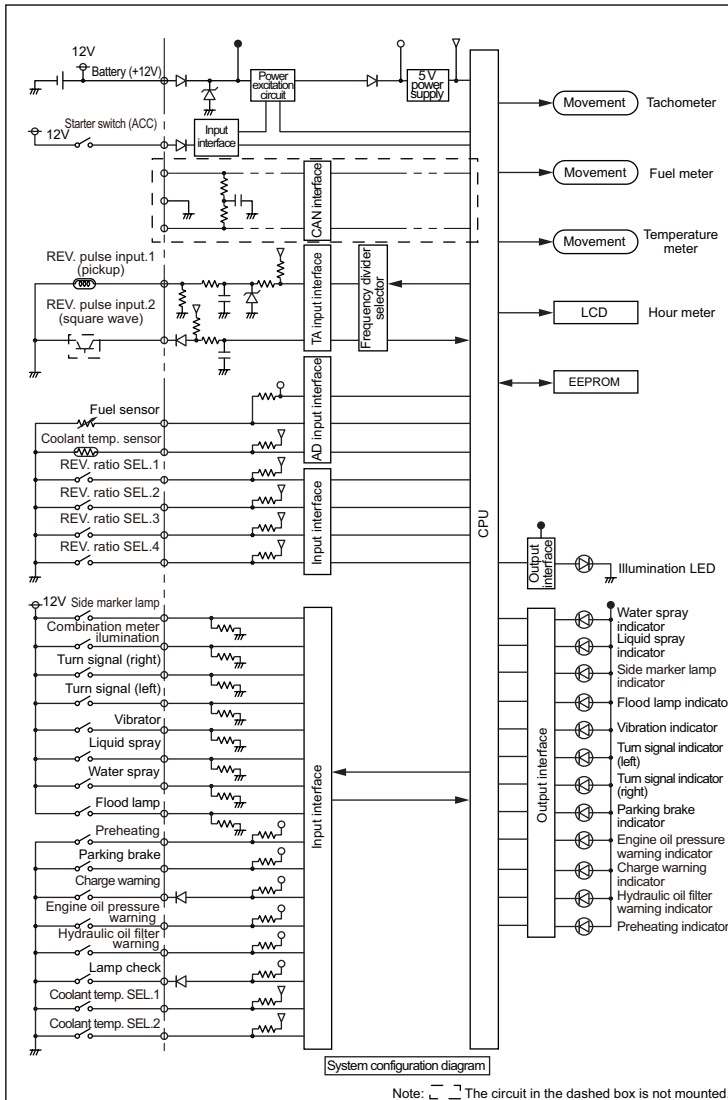 12V
Battery (+12V)
Power
excitation
circuit
5 V
power
supply
12V
Starter switch (ACC)
Input
interface
CAN interface
REV. pulse input.1
(pickup)
REV. pulse input.2
(square wave)
TA input interface
Frequency divider
selector
Fuel sensor
Coolant temp. sensor
AD input interface
REV. ratio SEL.1
REV. ratio SEL.2
REV. ratio SEL.3
REV. ratio SEL.4
Input interface
12V
Side marker lamp
Combination meter
ilumination
Turn signal (right)
Turn signal (left)
Vibrator
Liquid spray
Water spray
Flood lamp
Preheating
Parking brake
Charge warning
Engine oil pressure
warning
Hydraulic oil filter
warning
Lamp check
Coolant temp. SEL.1
Coolant temp. SEL.2
Input interface
CPU
Movement
Tachometer
Movement
Fuel meter
Movement
Temperature
meter
LCD
Hour meter
EEPROM
Output
interface
Illumination LED
Output interface
Water spray
indicator
Liquid spray
indicator
Side marker lamp
indicator
Flood lamp indicator
Vibration indicator
Turn signal indicator
(left)
Turn signal indicator
(right)
Parking brake
indicator
Engine oil pressure
warning indicator
Charge warning
indicator
Hydraulic oil filter
warning indicator
Preheating indicator
System configuration diagram
Note: The circuit in the dashed box is not mounted